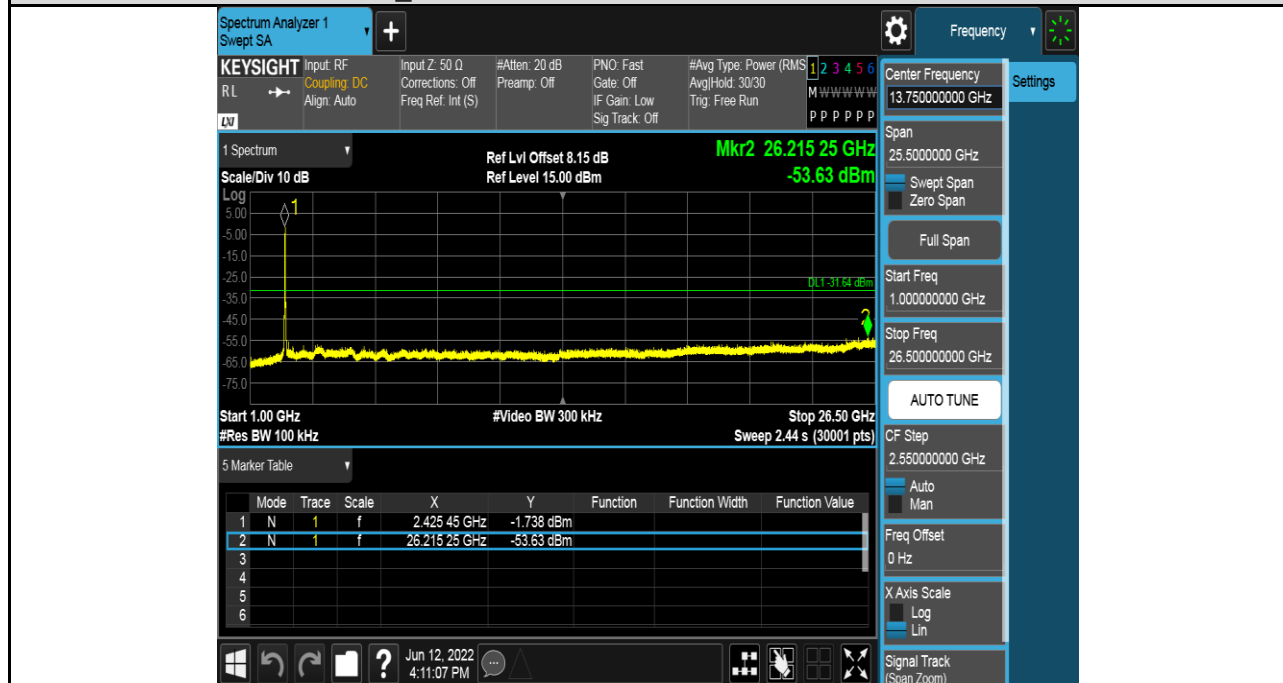 Spectrum Analyzer 1
Swept SA
+
Frequency
KEYSIGHT
RL
LXI
Input: RF
Coupling: DC
Align: Auto
Input Z: 50 Ω
Corrections: Off
Freq Ref: Int (S)
#Atten: 20 dB
Preamp: Off
PNO: Fast
Gate: Off
IF Gain: Low
Sig Track: Off
#Avg Type: Power (RMS
Avg|Hold: 30/30
Trig: Free Run
1 2 3 4 5 6
M W W W W W
P P P P P P
1 Spectrum
Scale/Div 10 dB
Ref Lvl Offset 8.15 dB
Ref Level 15.00 dBm
Mkr2 26.215 25 GHz
-53.63 dBm
Log
5.00
-5.00
-15.0
-25.0
-35.0
-45.0
-55.0
-65.0
-75.0
1
DL1 -31.64 dBm
2
Start 1.00 GHz
#Video BW 300 kHz
Stop 26.50 GHz
#Res BW 100 kHz
Sweep 2.44 s (30001 pts)
5 Marker Table
Mode Trace Scale X Y Function Function Width Function Value
1 N 1 f 2.425 45 GHz -1.738 dBm
2 N 1 f 26.215 25 GHz -53.63 dBm
3
4
5
6
?
Jun 12, 2022
4:11:07 PM
Center Frequency
13.750000000 GHz
Settings
Span
25.5000000 GHz
Swept Span
Zero Span
Full Span
Start Freq
1.000000000 GHz
Stop Freq
26.500000000 GHz
AUTO TUNE
CF Step
2.550000000 GHz
Auto
Man
Freq Offset
0 Hz
X Axis Scale
Log
Lin
Signal Track
(Span Zoom)